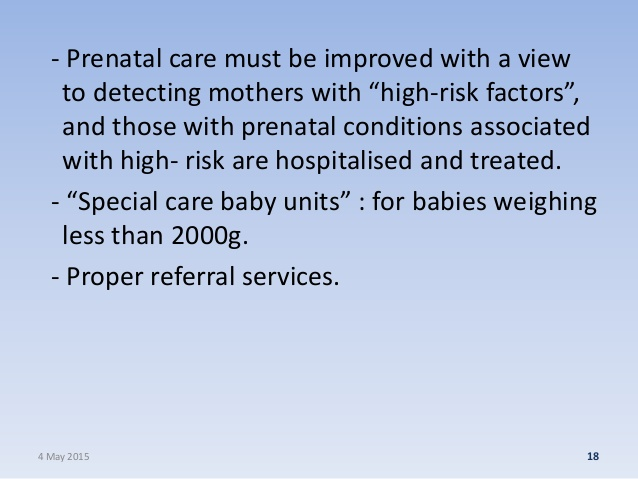 - Prenatal care must be improved with a view
to detecting mothers with “high-risk factors”,
and those with prenatal conditions associated
with high- risk are hospitalised and treated.
- “Special care baby units” : for babies weighing
less than 2000g.
- Proper referral services.
4 May 2015
18